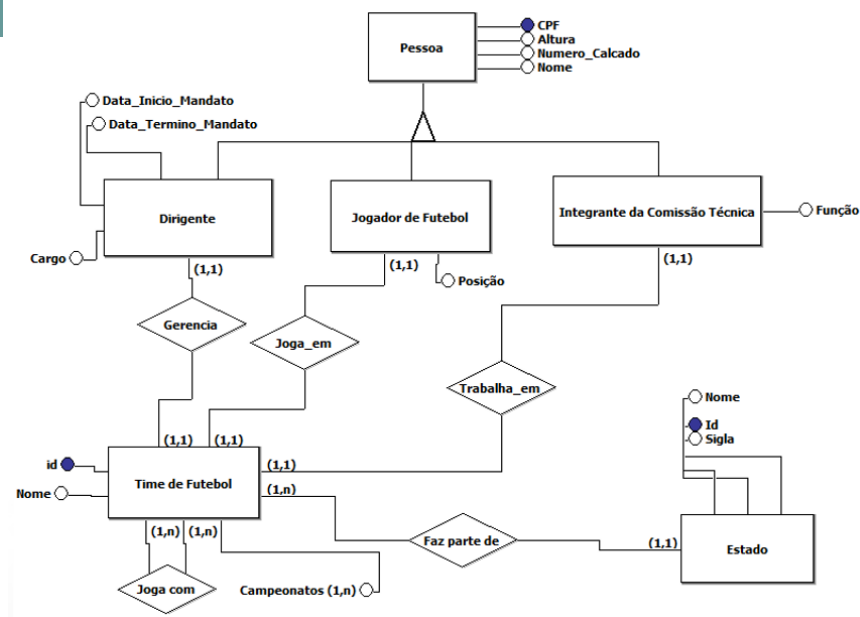 Pessoa
CPF
Altura
Numero_Calcado
Nome
Data_Inicio_Mandato
Data_Termino_Mandato
Dirigente
Jogador de Futebol
Integrante da Comissão Técnica
Função
Cargo
(1,1)
(1,1)
(1,1)
Posição
Gerencia
Joga_em
Trabalha_em
Nome
Id
Sigla
(1,1)
(1,1)
id
(1,1)
Time de Futebol
Nome
(1,n)
(1,n)
(1,n)
Faz parte de
(1,1)
Estado
Joga com
Campeonatos (1,n)